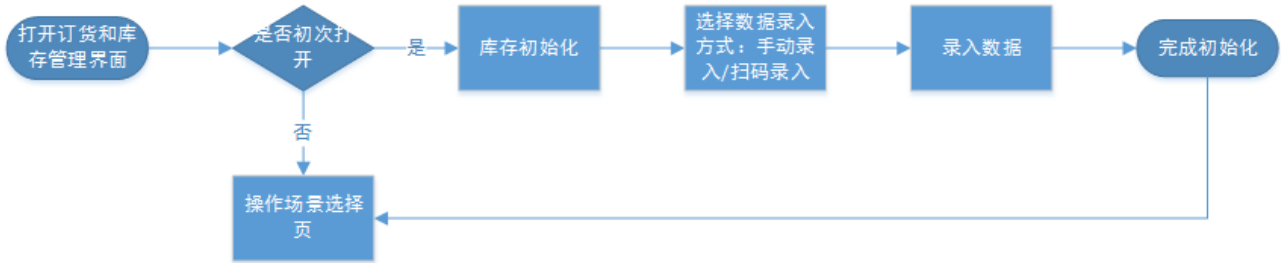 打开订货和库
存管理界面
是否初次打
开
是
库存初始化
选择数据录入
方式：手动录
入/扫码录入
录入数据
完成初始化
否
操作场景选择
页